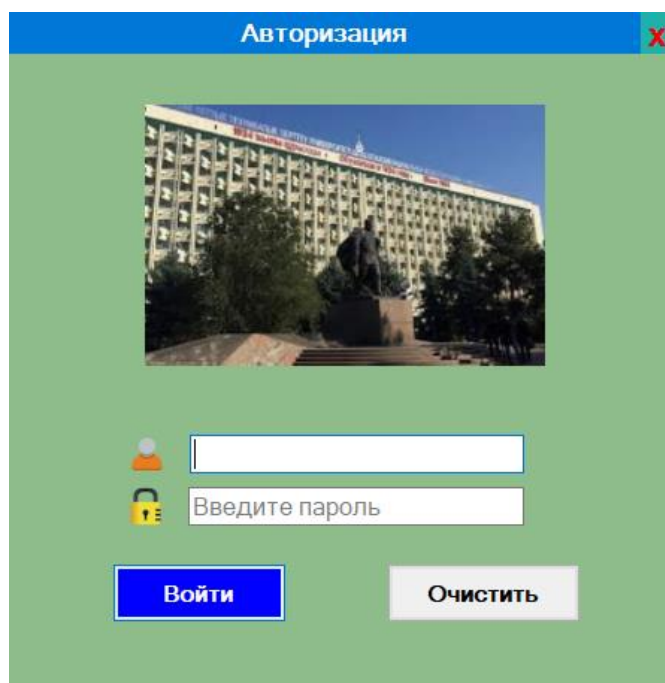 Авторизация
x
Введите пароль
Войти
Очистить